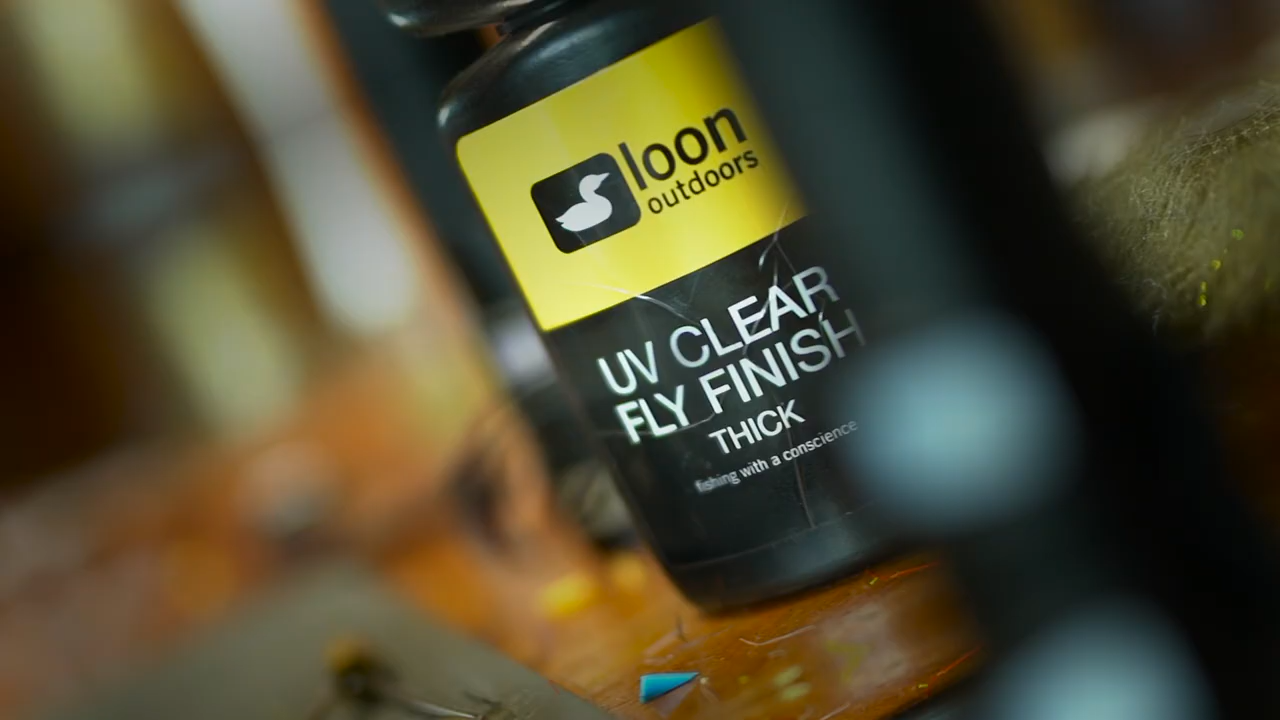 loon
outdoors
UV CLEAR
FLY FINISH
THICK
fishing with a conscience